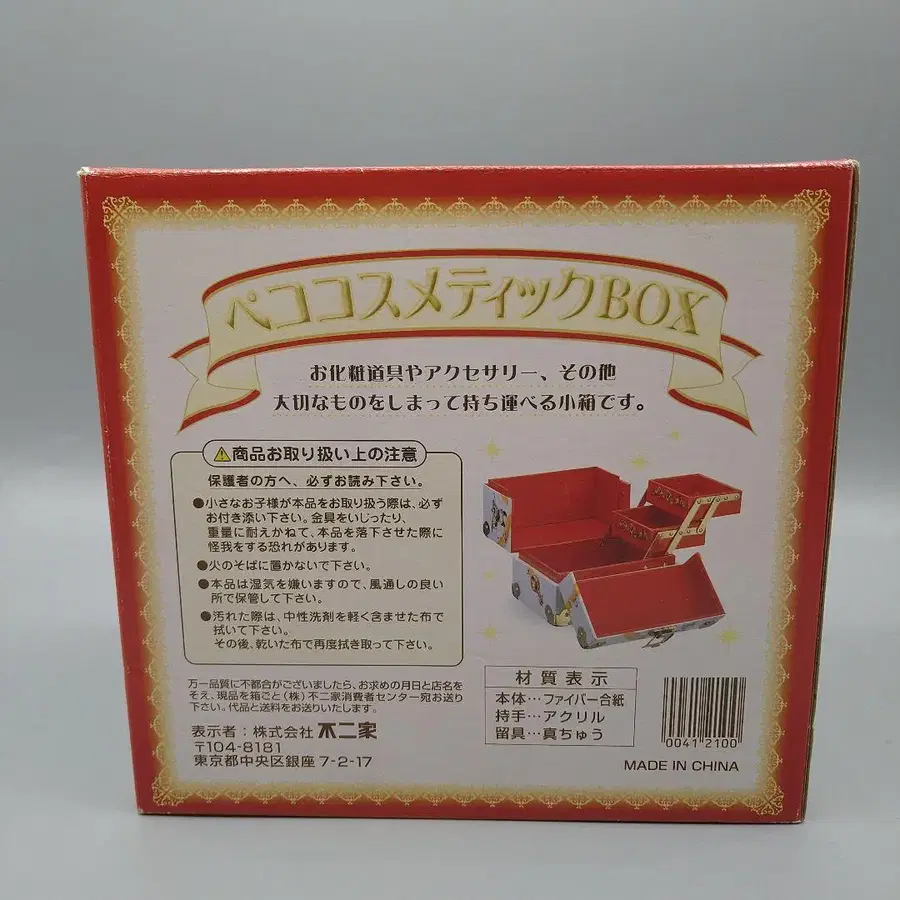 ペココスメティックBOX
お化粧道具やアクセサリー、その他
大切なものをしまって持ち運べる小箱です。
商品お取り扱い上の注意
保護者の方へ、必ずお読み下さい。
●小さなお子様が本品をお取り扱う際は、必ず
お付き添い下さい。金具をいじったり、
重量に耐えかねて、本品を落下させた際に
怪我をする恐れがあります。
●火のそばに置かないで下さい。
●本品は湿気を嫌いますので、風通しの良い
所で保管して下さい。
●汚れた際は、中性洗剤を軽く含ませた布で
拭いて下さい。
その後、乾いた布で再度拭き取って下さい。
万一品質に不都合がございましたら、お求めの月日と店名を
そえ、現品を箱ごと(株)不二家消費者センター宛お送り
下さい。代品と送料をお送りいたします。
表示者:株式会社 不二家
〒104-8181
東京都中央区銀座7-2-17
材質表示
本体…ファイバー合紙
持手…アクリル
留具…真ちゅう
0041 2100
MADE IN CHINA